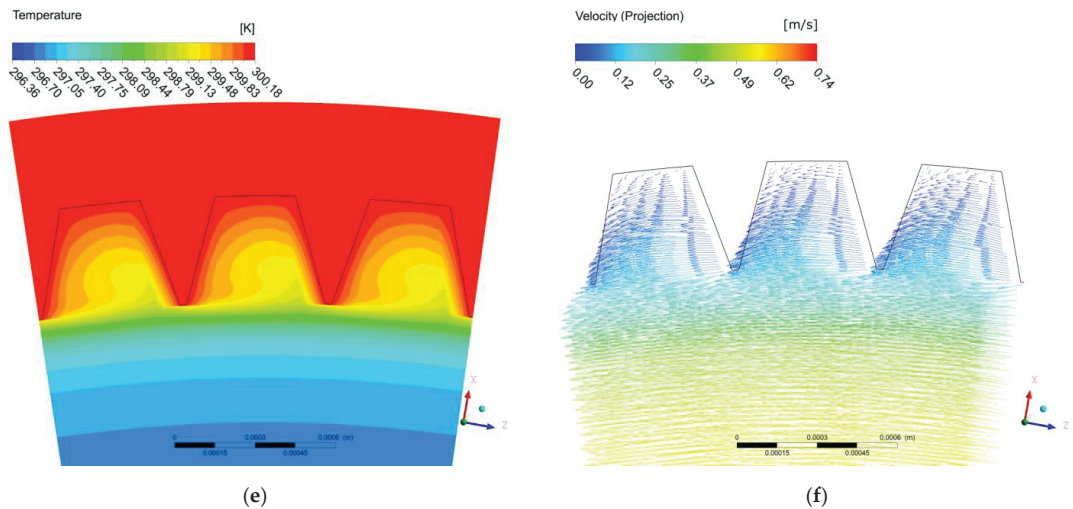 Temperature
[K]
296.36
296.70
297.05
297.40
297.75
298.09
298.44
298.79
299.13
299.48
299.83
300.18
X
Z
0 0.0003 0.0006 (m)
0.00015 0.00045
(e)
Velocity (Projection)
[m/s]
0.00
0.12
0.25
0.37
0.49
0.62
0.74
X
Z
0 0.0003 0.0006 (m)
0.00015 0.00045
(f)